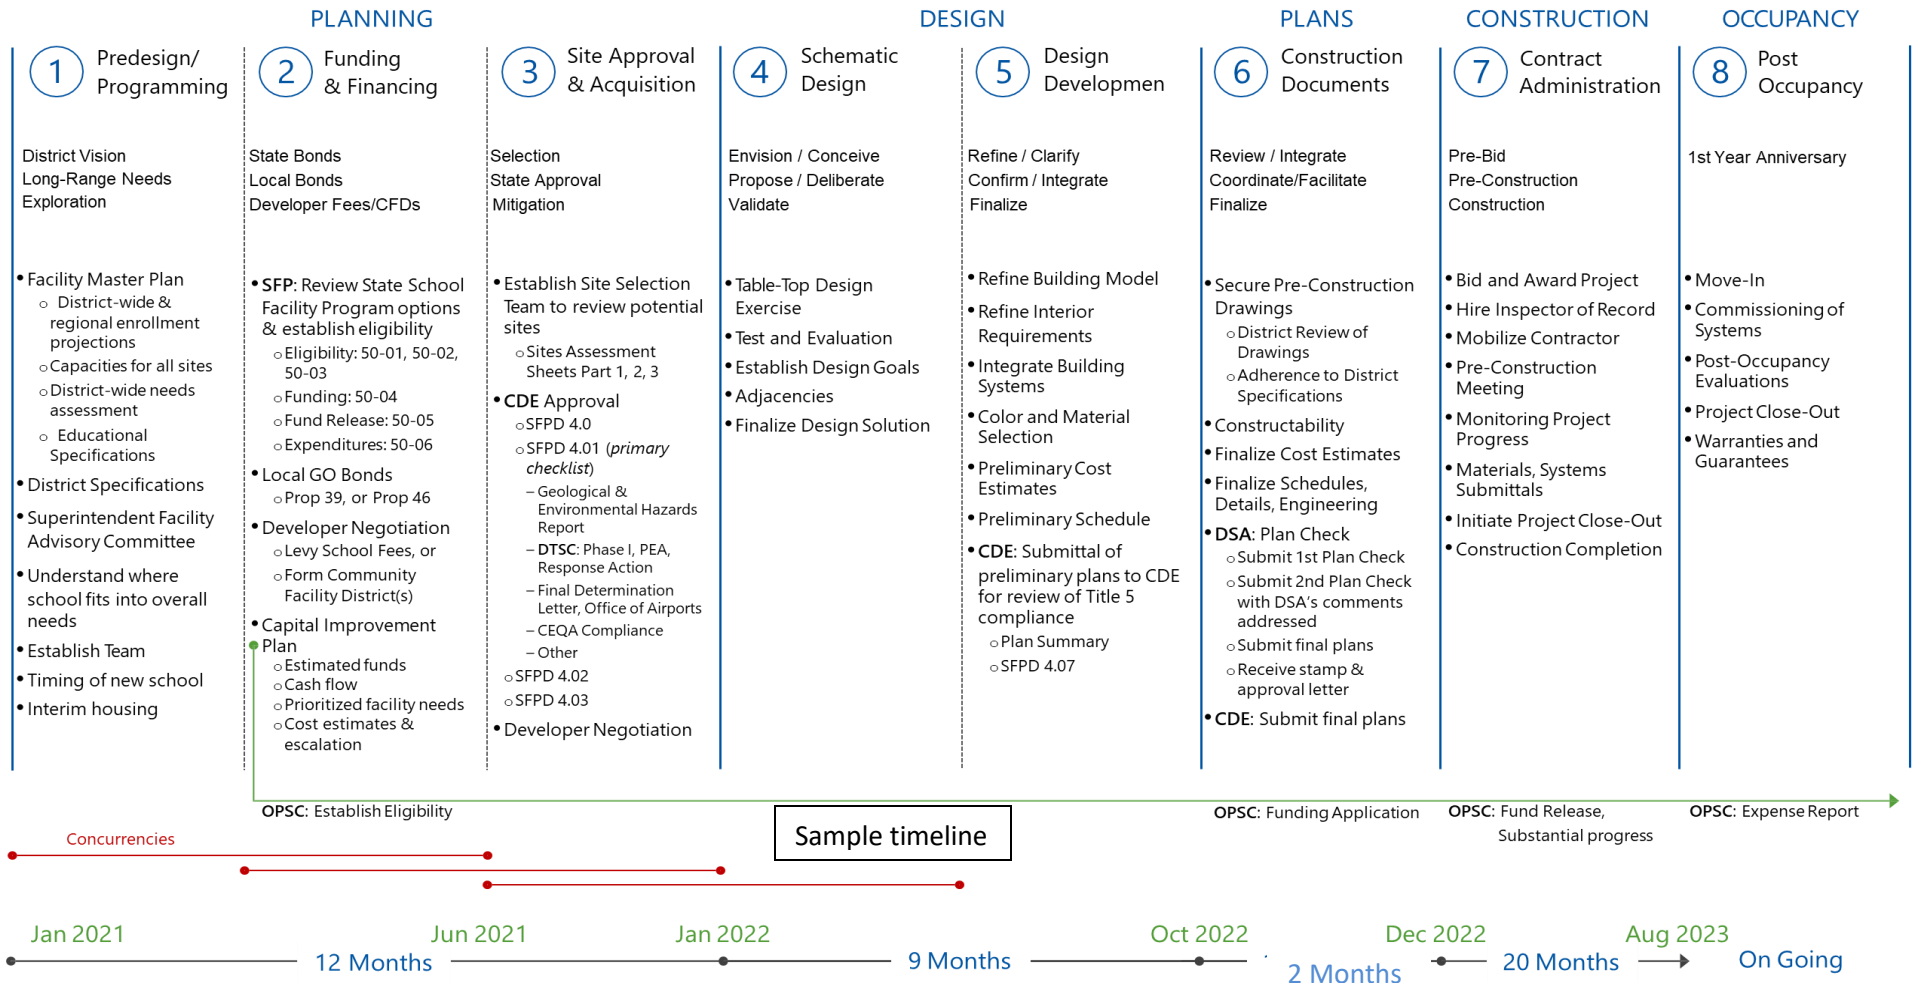 PLANNING
DESIGN
PLANS
CONSTRUCTION
OCCUPANCY
1
Predesign/
Programming
2
Funding
& Financing
3
Site Approval
& Acquisition
4
Schematic
Design
5
Design
Developmen
6
Construction
Documents
7
Contract
Administration
8
Post
Occupancy
District Vision
Long-Range Needs
Exploration
State Bonds
Local Bonds
Developer Fees/CFDs
Selection
State Approval
Mitigation
Envision / Conceive
Propose / Deliberate
Validate
Refine / Clarify
Confirm / Integrate
Finalize
Review / Integrate
Coordinate/Facilitate
Finalize
Pre-Bid
Pre-Construction
Construction
1st Year Anniversary
• Facility Master Plan
o District-wide &
regional enrollment
projections
o Capacities for all sites
o District-wide needs
assessment
o Educational
Specifications
• District Specifications
• Superintendent Facility
Advisory Committee
• Understand where
school fits into overall
needs
• Establish Team
• Timing of new school
• Interim housing
• SFP: Review State School
Facility Program options
& establish eligibility
o Eligibility: 50-01, 50-02,
50-03
o Funding: 50-04
o Fund Release: 50-05
o Expenditures: 50-06
• Local GO Bonds
o Prop 39, or Prop 46
• Developer Negotiation
o Levy School Fees, or
o Form Community
Facility District(s)
• Capital Improvement
Plan
o Estimated funds
o Cash flow
o Prioritized facility needs
o Cost estimates &
escalation
• Establish Site Selection
Team to review potential
sites
o Sites Assessment
Sheets Part 1, 2, 3
• CDE Approval
o SFPD 4.0
o SFPD 4.01 (primary
checklist)
– Geological &
Environmental Hazards
Report
– DTSC: Phase I, PEA,
Response Action
– Final Determination
Letter, Office of Airports
– CEQA Compliance
– Other
o SFPD 4.02
o SFPD 4.03
• Developer Negotiation
• Table-Top Design
Exercise
• Test and Evaluation
• Establish Design Goals
• Adjacencies
• Finalize Design Solution
• Refine Building Model
• Refine Interior
Requirements
• Integrate Building
Systems
• Color and Material
Selection
• Preliminary Cost
Estimates
• Preliminary Schedule
• CDE: Submittal of
preliminary plans to CDE
for review of Title 5
compliance
o Plan Summary
o SFPD 4.07
• Secure Pre-Construction
Drawings
o District Review of
Drawings
o Adherence to District
Specifications
• Constructability
• Finalize Cost Estimates
• Finalize Schedules,
Details, Engineering
• DSA: Plan Check
o Submit 1st Plan Check
o Submit 2nd Plan Check
with DSA's comments
addressed
o Submit final plans
o Receive stamp &
approval letter
• CDE: Submit final plans
• Bid and Award Project
• Hire Inspector of Record
• Mobilize Contractor
• Pre-Construction
Meeting
• Monitoring Project
Progress
• Materials, Systems
Submittals
• Initiate Project Close-Out
• Construction Completion
• Move-In
• Commissioning of
Systems
• Post-Occupancy
Evaluations
• Project Close-Out
• Warranties and
Guarantees
OPSC: Establish Eligibility
OPSC: Funding Application
OPSC: Fund Release,
Substantial progress
OPSC: Expense Report
Sample timeline
Concurrencies
Jan 2021
Jun 2021
Jan 2022
Oct 2022
Dec 2022
Aug 2023
12 Months
9 Months
2 Months
20 Months
On Going